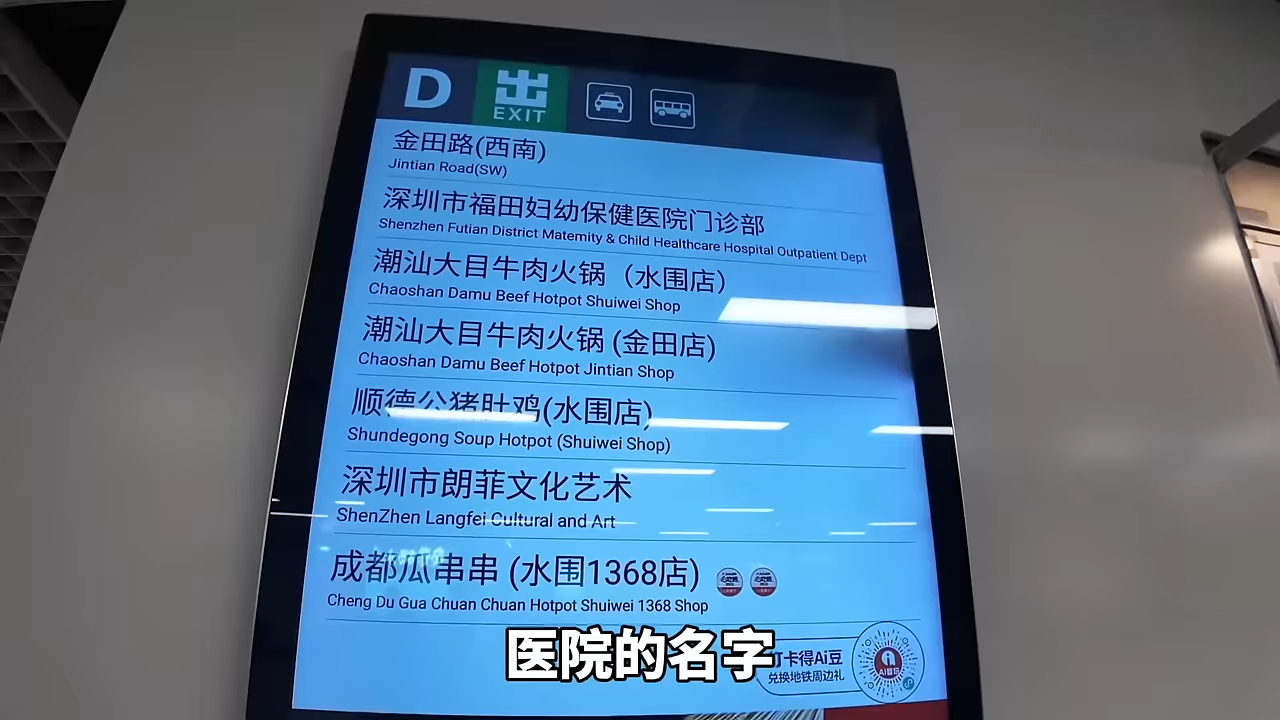 D 出 EXIT
金田路(西南)
Jintian Road(SW)
深圳市福田妇幼保健医院门诊部
Shenzhen Futian District Maternity & Child Healthcare Hospital Outpatient Dept
潮汕大目牛肉火锅（水围店）
Chaoshan Damu Beef Hotpot Shuiwei Shop
潮汕大目牛肉火锅 (金田店)
Chaoshan Damu Beef Hotpot Jintian Shop
顺德公猪肚鸡(水围店)
Shundegong Soup Hotpot (Shuiwei Shop)
深圳市朗菲文化艺术
ShenZhen Langfei Cultural and Art
成都瓜串串 (水围1368店)
Cheng Du Gua Chuan Chuan Hotpot Shuiwei 1368 Shop
医院的名字
卡得Ai豆
兑换地铁周边礼